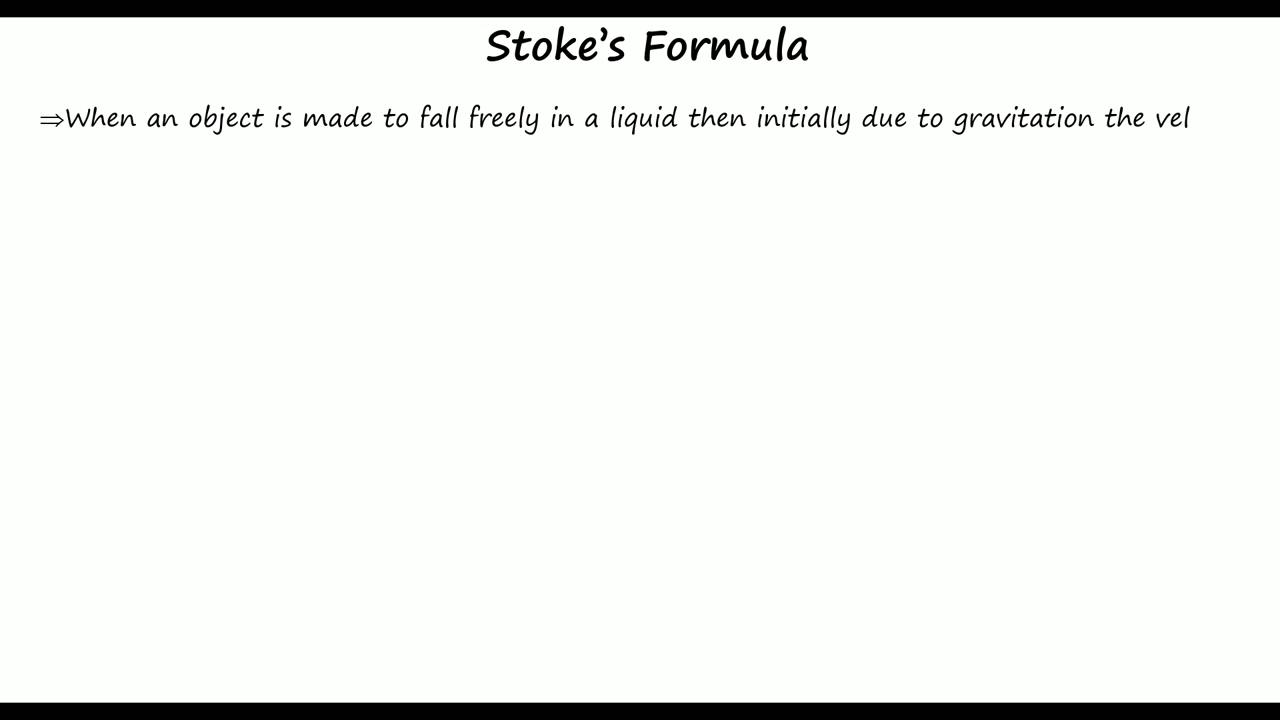 Stoke’s Formula
⇒When an object is made to fall freely in a liquid then initially due to gravitation the vel